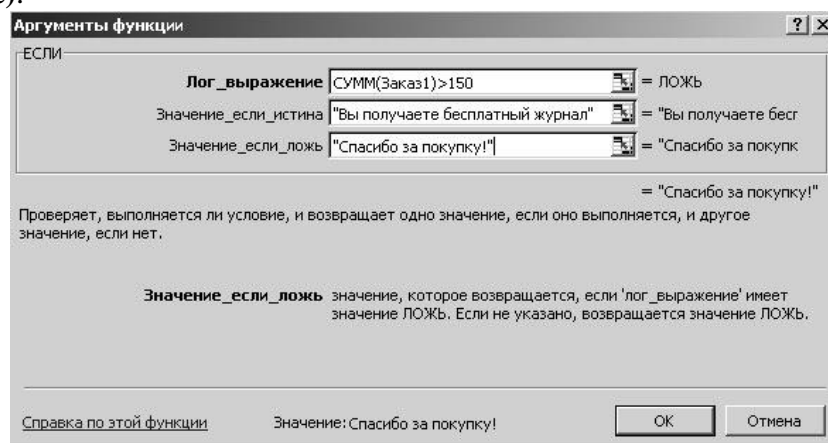 Аргументы функции ? ×
ЕСЛИ
Лог_выражение СУММ(Заказ1)>150 = ЛОЖЬ
Значение_если_истина "Вы получаете бесплатный журнал" = "Вы получаете бесп
Значение_если_ложь "Спасибо за покупку!" = "Спасибо за покупк
= "Спасибо за покупку!"
Проверяет, выполняется ли условие, и возвращает одно значение, если оно выполняется, и другое
значение, если нет.
Значение_если_ложь значение, которое возвращается, если 'лог_выражение' имеет
значение ЛОЖЬ. Если не указано, возвращается значение ЛОЖЬ.
Справка по этой функции Значение: Спасибо за покупку! ОК Отмена